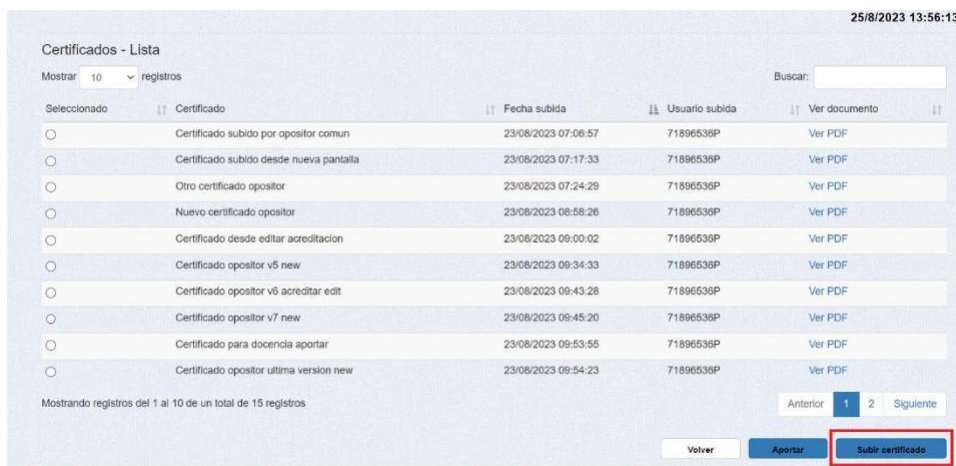 25/8/2023 13:56:13
Certificados - Lista
Mostrar 10 registros Buscar:
Seleccionado Certificado Fecha subida Usuario subida Ver documento
Certificado subido por opositor comun 23/08/2023 07:06:57 71896536P Ver PDF
Certificado subido desde nueva pantalla 23/08/2023 07:17:33 71896536P Ver PDF
Otro certificado opositor 23/08/2023 07:24:29 71896536P Ver PDF
Nuevo certificado opositor 23/08/2023 08:58:26 71896536P Ver PDF
Certificado desde editar acreditacion 23/08/2023 09:00:02 71896536P Ver PDF
Certificado opositor v5 new 23/08/2023 09:34:33 71896536P Ver PDF
Certificado opositor v6 acreditar edit 23/08/2023 09:43:28 71896536P Ver PDF
Certificado opositor v7 new 23/08/2023 09:45:20 71896536P Ver PDF
Certificado para docencia aportar 23/08/2023 09:53:55 71896536P Ver PDF
Certificado opositor ultima version new 23/08/2023 09:54:23 71896536P Ver PDF
Mostrando registros del 1 al 10 de un total de 15 registros Anterior 1 2 Siguiente
Volver Aportar Subir certificado